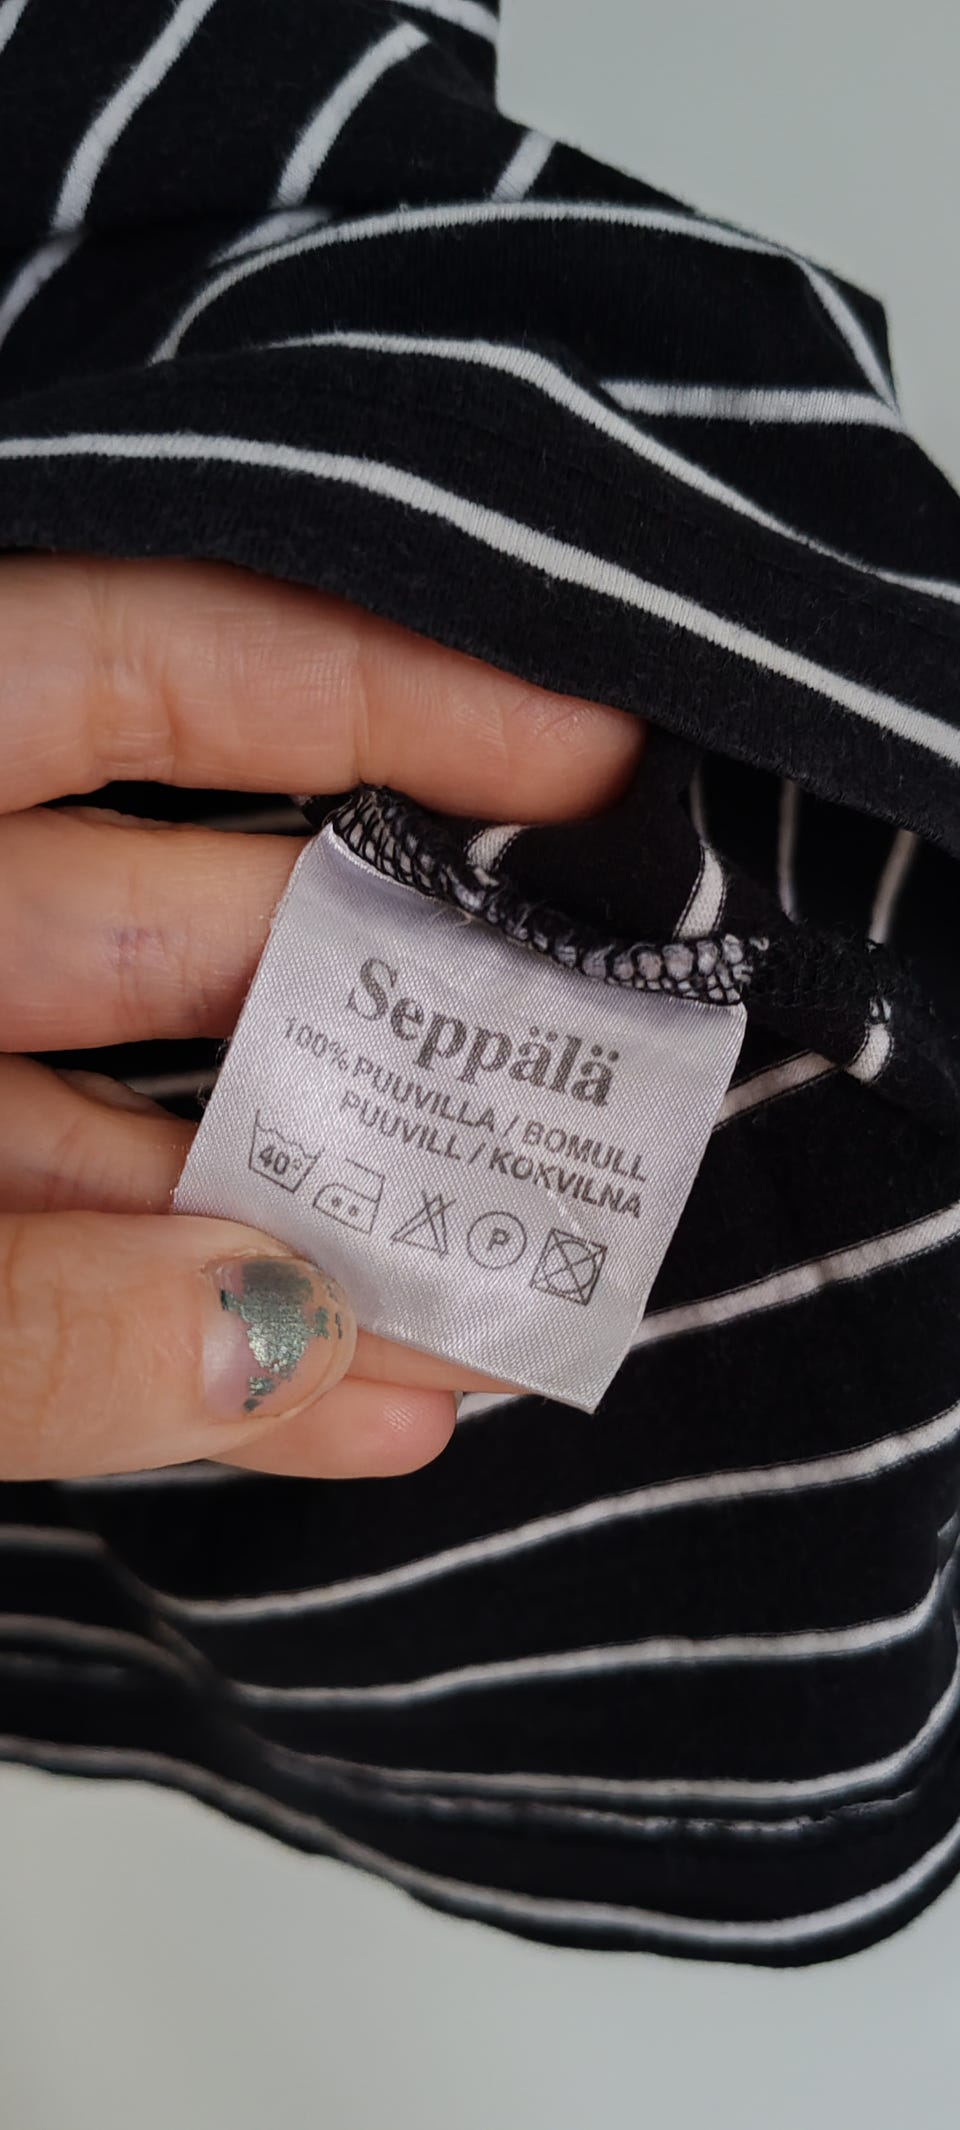 Seppälä
100% PUUVILLA / BOMULL
PUUVILL / KOKVILNA
40° P